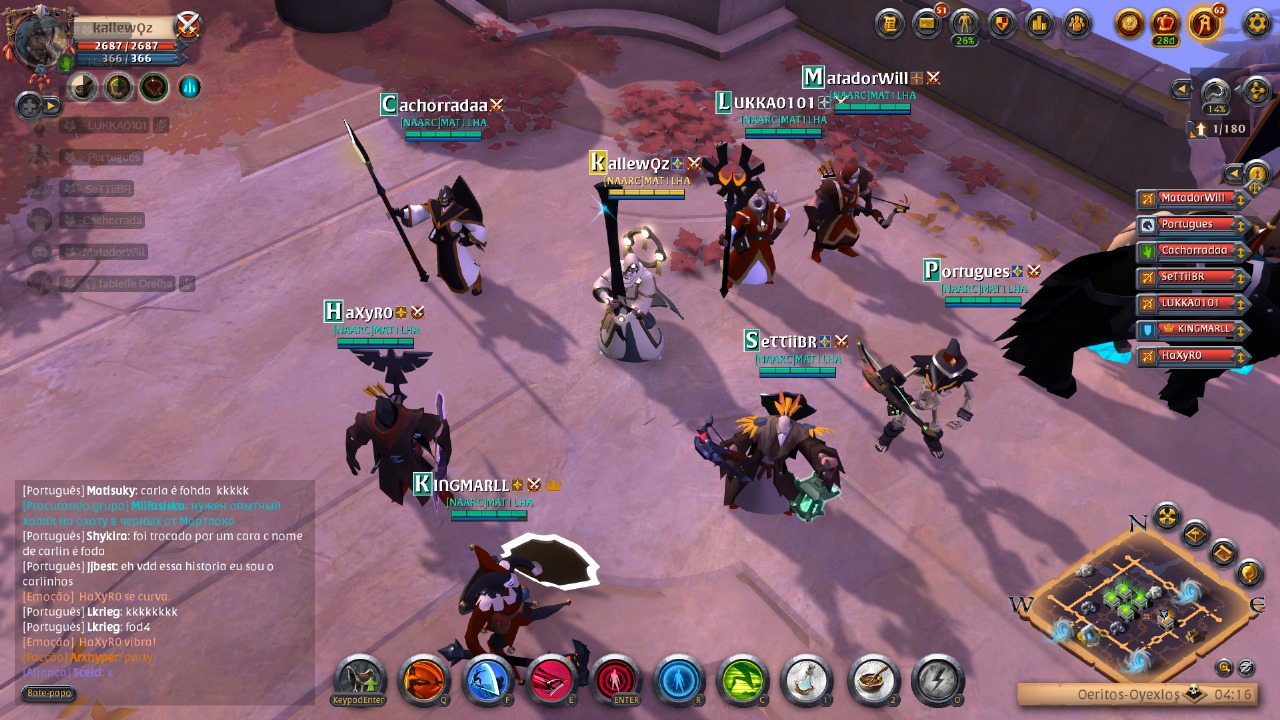 kallewQz
2687 / 2687
366 / 366
LUKKA0101
Portugues
SeTTiiBR
Cachorrada
MatadorWill
fabielle Orelha
51
26%
28d
62
14%
1/180
Cachorradaa
[NAARC]MAT1LHA
MatadorWill
[NAARC]MAT1LHA
LUKKA0101
[NAARC]MAT1LHA
kallewQz
[NAARC]MAT1LHA
Portugues
[NAARC]MAT1LHA
HaXyR0
[NAARC]MAT1LHA
SeTTiiBR
[NAARC]MAT1LHA
KINGMARLL
[NAARC]MAT1LHA
MatadorWill
Portugues
Cachorradaa
SeTTiiBR
LUKKA0101
KINGMARLL
HaXyR0
[Português] Matisuky: carla é fohda kkkkk
[Procurando grupo] Milfasiska: нужен опытный
холик на охоту в черных от Мортлоко
[Português] Shykira: foi trocado por um cara c nome
de carlin é foda
[Português] Jjbest: eh vdd essa historia eu sou o
carlinhos
[Emoção] HaXyR0 se curva.
[Português] Lkrieg: kkkkkkkk
[Português] Lkrieg: fod4
[Emoção] HaXyR0 vibra!
[Facção] Arxhyper: party
[Aliança] Sceid: x
Bate-papo
KeypadEnter
Q
F
E
ENTER
R
C
1
2
O
N
W
E
Oeritos-Oyexlos
04:16